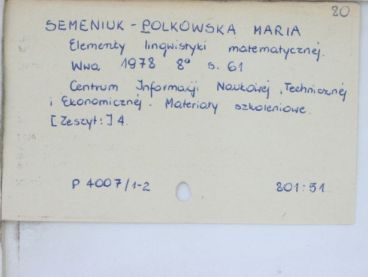 20
SEMENIUK - POLKOWSKA MARIA
Elementy lingwistyki matematycznej.
Wwa 1978 8° s. 61
Centrum Informacji Naukowej, Technicznej
i Ekonomicznej. Materiały szkoleniowe.
[Zeszyt:] 4.
P 4007/1-2 801:51